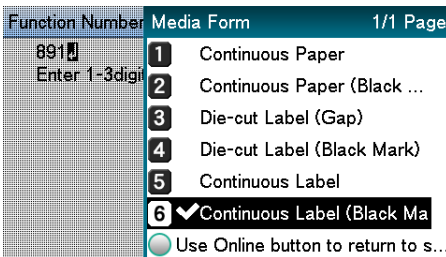 Function Number
891
Enter 1-3digi
Media Form 1/1 Page
1 Continuous Paper
2 Continuous Paper (Black ...
3 Die-cut Label (Gap)
4 Die-cut Label (Black Mark)
5 Continuous Label
6 Continuous Label (Black Ma
Use Online button to return to s...